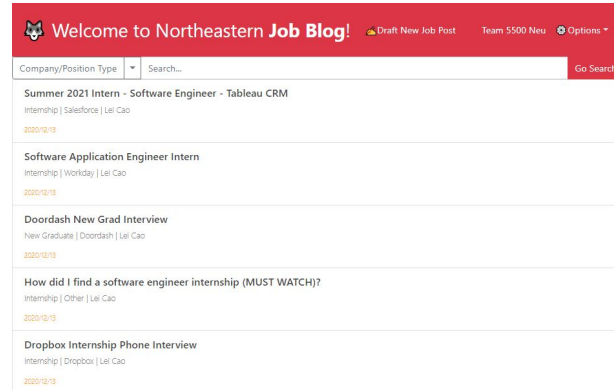 Welcome to Northeastern Job Blog! Draft New Job Post Team 5500 Neu Options
Company/Position Type Search... Go Search
Summer 2021 Intern - Software Engineer - Tableau CRM
Internship | Salesforce | Lei Cao
2020/12/13
Software Application Engineer Intern
Internship | Workday | Lei Cao
2020/12/13
Doordash New Grad Interview
New Graduate | Doordash | Lei Cao
2020/12/13
How did I find a software engineer internship (MUST WATCH)?
Internship | Other | Lei Cao
2020/12/13
Dropbox Internship Phone Interview
Internship | Dropbox | Lei Cao
2020/12/13